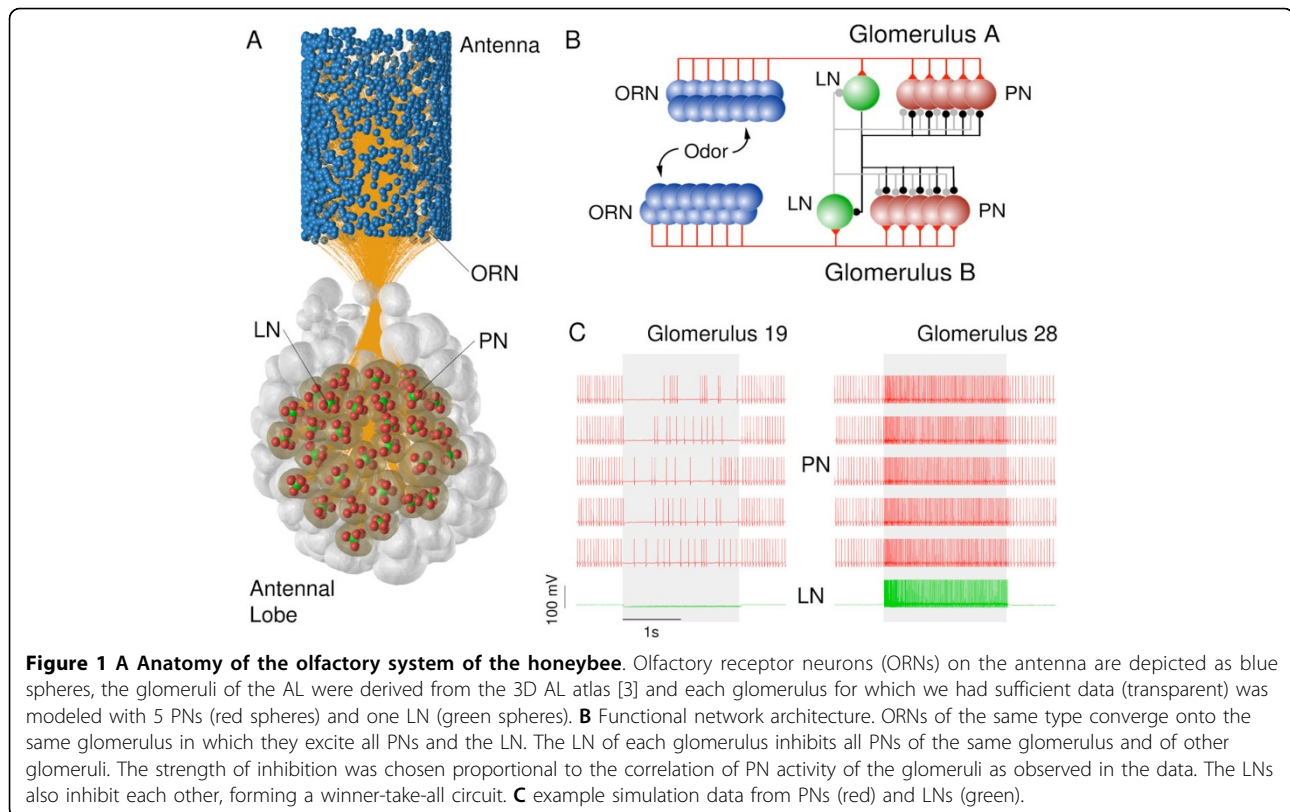 A
Antenna
ORN
LN
PN
Antennal
Lobe
B
Glomerulus A
ORN
LN
PN
Odor
ORN
LN
PN
Glomerulus B
C
Glomerulus 19
Glomerulus 28
PN
LN
100 mV
1s
Figure 1 A Anatomy of the olfactory system of the honeybee. Olfactory receptor neurons (ORNs) on the antenna are depicted as blue
spheres, the glomeruli of the AL were derived from the 3D AL atlas [3] and each glomerulus for which we had sufficient data (transparent) was
modeled with 5 PNs (red spheres) and one LN (green spheres). B Functional network architecture. ORNs of the same type converge onto the
same glomerulus in which they excite all PNs and the LN. The LN of each glomerulus inhibits all PNs of the same glomerulus and of other
glomeruli. The strength of inhibition was chosen proportional to the correlation of PN activity of the glomeruli as observed in the data. The LNs
also inhibit each other, forming a winner-take-all circuit. C example simulation data from PNs (red) and LNs (green).